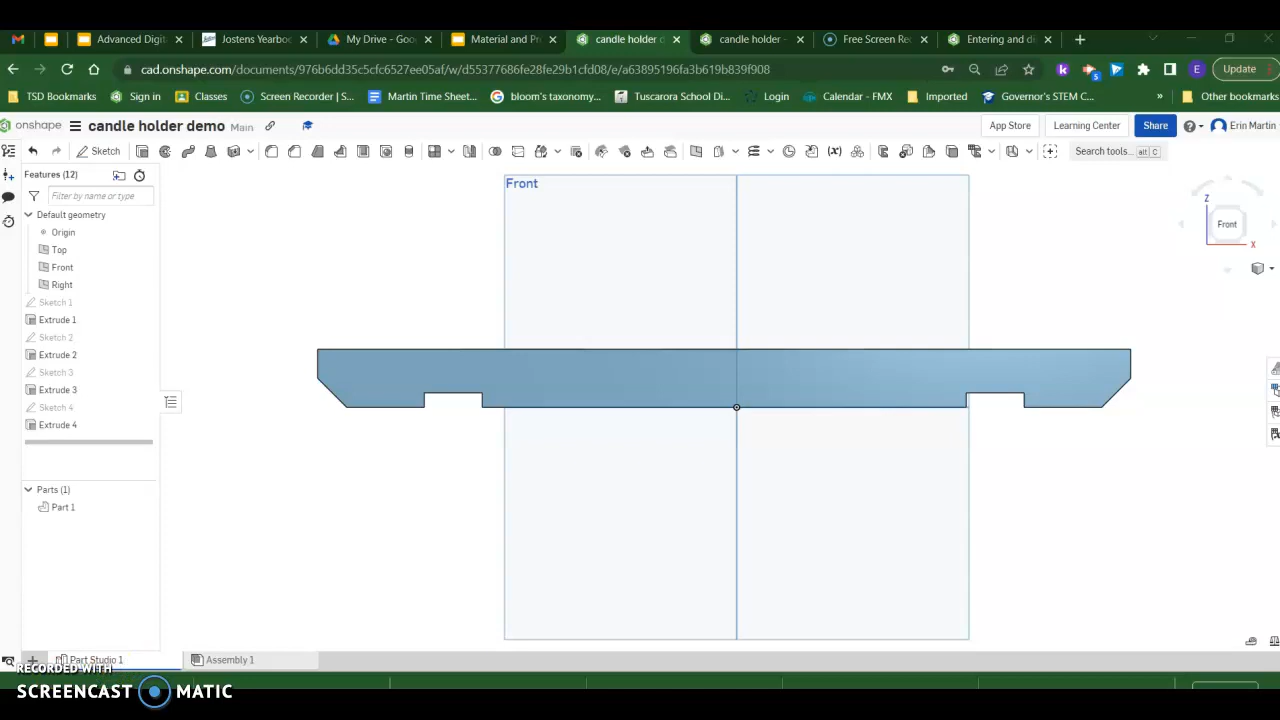 Advanced Digi
Jostens Yearbo
My Drive - Goo
Material and Pr
candle holder d
candle holder -
Free Screen Re
Entering and di
cad.onshape.com/documents/976b6dd35c5cfc6527ee05af/w/d55377686fe28fe29b1cfd08/e/a63895196fa3b619b839f908
5
E
Update
TSD Bookmarks
Sign in
Classes
Screen Recorder | S...
Martin Time Sheet...
bloom's taxonomy...
Tuscarora School Di...
Login
Calendar - FMX
Imported
Governor's STEM C...
»
Other bookmarks
onshape
candle holder demo
Main
App Store
Learning Center
Share
Erin Martin
Sketch
(x)
Search tools...
alt C
Features (12)
Filter by name or type
Default geometry
Origin
Top
Front
Right
Sketch 1
Extrude 1
Sketch 2
Extrude 2
Sketch 3
Extrude 3
Sketch 4
Extrude 4
Parts (1)
Part 1
Front
Z
Front
X
Part Studio 1
Assembly 1
RECORDED WITH
SCREENCAST MATIC